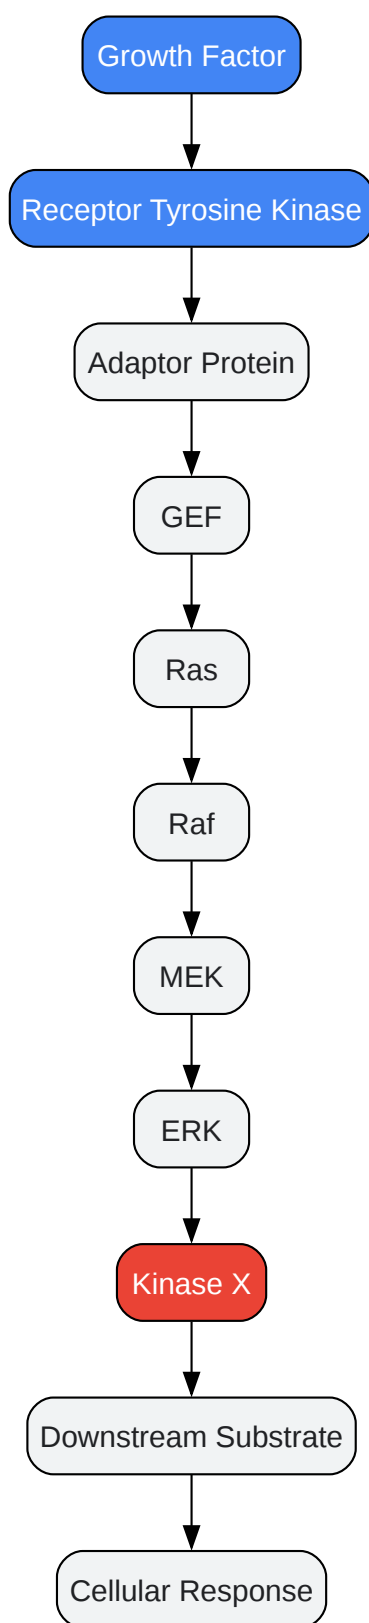 Growth Factor
Receptor Tyrosine Kinase
Adaptor Protein
GEF
Ras
Raf
MEK
ERK
Kinase X
Downstream Substrate
Cellular Response